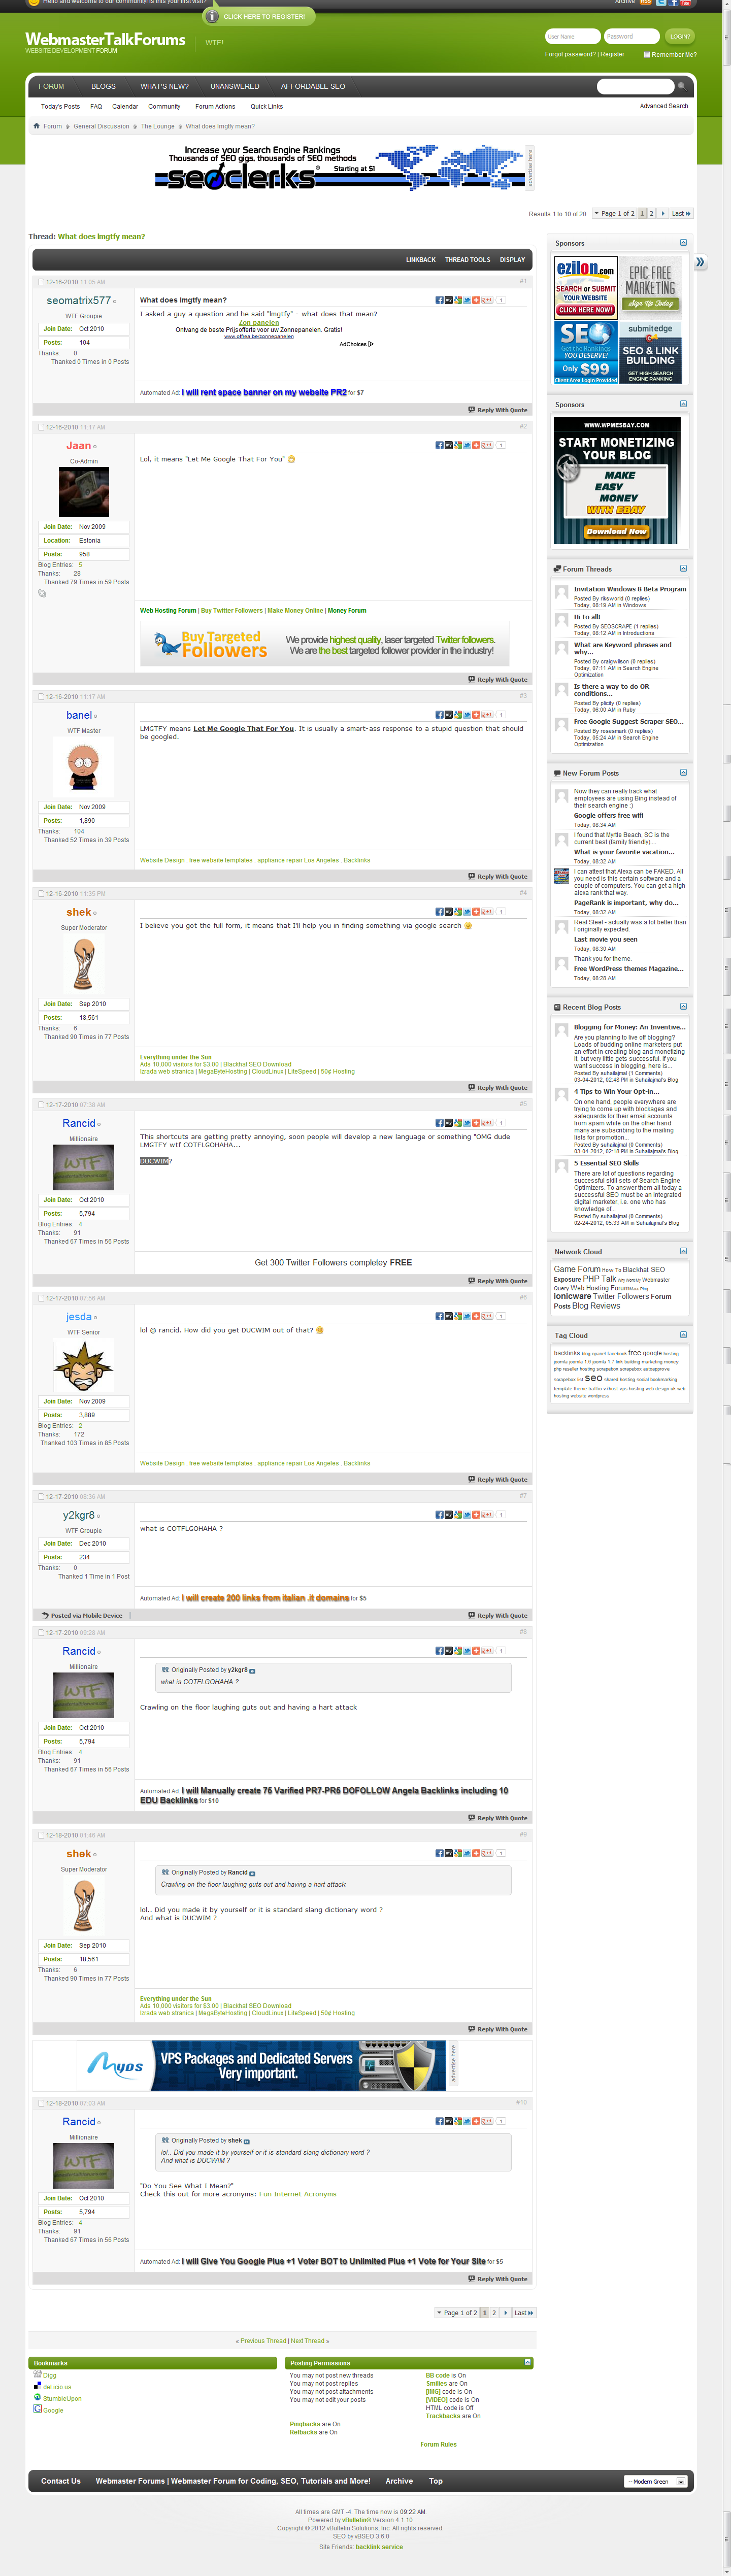 Hello and welcome to our community! Is this your first visit?
CLICK HERE TO REGISTER!
Archive
WebmasterTalkForums
WEBSITE DEVELOPMENT FORUM
WTF!
User Name
Password
LOGIN?
Forgot password? | Register
Remember Me?
FORUM BLOGS WHAT'S NEW? UNANSWERED AFFORDABLE SEO
Today's Posts FAQ Calendar Community Forum Actions Quick Links
Advanced Search
Forum General Discussion The Lounge What does lmgtfy mean?
Increase your Search Engine Rankings
Thousands of SEO gigs, thousands of SEO methods
seoclerks®
Starting at $1
advertise here
Results 1 to 10 of 20
Page 1 of 2 1 2 Last
Thread: What does lmgtfy mean?
LINKBACK THREAD TOOLS DISPLAY
12-16-2010 11:06 AM
#1
seomatrix577
WTF Groupie
Join Date: Oct 2010
Posts: 104
Thanks: 0
Thanked 0 Times in 0 Posts
What does lmgtfy mean?
I asked a guy a question and he said "lmgtfy" - what does that mean?
Zon panelen
Ontvang de beste Prijsofferte voor uw Zonnepanelen. Gratis!
www.offrea.be/zonnepanelen
AdChoices
Automated Ad: I will rent space banner on my website PR2 for $7
Reply With Quote
12-16-2010 11:17 AM
#2
Jaan
Co-Admin
Join Date: Nov 2009
Location: Estonia
Posts: 958
Blog Entries: 5
Thanks: 28
Thanked 79 Times in 59 Posts
Lol, it means "Let Me Google That For You"
Web Hosting Forum | Buy Twitter Followers | Make Money Online | Money Forum
Buy Targeted
Followers
We provide highest quality, laser targeted Twitter followers.
We are the best targeted follower provider in the industry!
Reply With Quote
12-16-2010 11:17 AM
#3
banel
WTF Master
Join Date: Nov 2009
Posts: 1,890
Thanks: 104
Thanked 52 Times in 39 Posts
LMGTFY means Let Me Google That For You. It is usually a smart-ass response to a stupid question that should
be googled.
Website Design . free website templates . appliance repair Los Angeles . Backlinks
Reply With Quote
12-16-2010 11:36 PM
#4
shek
Super Moderator
Join Date: Sep 2010
Posts: 18,561
Thanks: 6
Thanked 90 Times in 77 Posts
I believe you got the full form, it means that I'll help you in finding something via google search
Everything under the Sun
Ads 10,000 visitors for $3.00 | Blackhat SEO Download
Izrada web stranica | MegaByteHosting | CloudLinux | LiteSpeed | 50¢ Hosting
Reply With Quote
12-17-2010 07:38 AM
#5
Rancid
Millionaire
WTF
Join Date: Oct 2010
Posts: 5,794
Blog Entries: 4
Thanks: 91
Thanked 67 Times in 56 Posts
This shortcuts are getting pretty annoying, soon people will develop a new language or something "OMG dude
LMGTFY wtf COTFLGOHAHA...
DUCWIM?
Get 300 Twitter Followers completey FREE
Reply With Quote
12-17-2010 07:56 AM
#6
jesda
WTF Senior
Join Date: Nov 2009
Posts: 3,889
Blog Entries: 2
Thanks: 172
Thanked 103 Times in 85 Posts
lol @ rancid. How did you get DUCWIM out of that?
Website Design . free website templates . appliance repair Los Angeles . Backlinks
Reply With Quote
12-17-2010 08:36 AM
#7
y2kgr8
WTF Groupie
Join Date: Dec 2010
Posts: 234
Thanks: 0
Thanked 1 Time in 1 Post
what is COTFLGOHAHA ?
Automated Ad: I will create 200 links from italian .it domains for $5
Posted via Mobile Device
Reply With Quote
12-17-2010 09:28 AM
#8
Rancid
Millionaire
WTF
Join Date: Oct 2010
Posts: 5,794
Blog Entries: 4
Thanks: 91
Thanked 67 Times in 56 Posts
Originally Posted by y2kgr8
what is COTFLGOHAHA ?
Crawling on the floor laughing guts out and having a hart attack
Automated Ad: I will Manually create 75 Varified PR7-PR5 DOFOLLOW Angela Backlinks including 10
EDU Backlinks for $10
Reply With Quote
12-18-2010 01:45 AM
#9
shek
Super Moderator
Join Date: Sep 2010
Posts: 18,561
Thanks: 6
Thanked 90 Times in 77 Posts
Originally Posted by Rancid
Crawling on the floor laughing guts out and having a hart attack
lol.. Did you made it by yourself or it is standard slang dictionary word ?
And what is DUCWIM ?
Everything under the Sun
Ads 10,000 visitors for $3.00 | Blackhat SEO Download
Izrada web stranica | MegaByteHosting | CloudLinux | LiteSpeed | 50¢ Hosting
Reply With Quote
Myos
VPS Packages and Dedicated Servers
Very important.
advertise here
12-18-2010 07:03 AM
#10
Rancid
Millionaire
WTF
Join Date: Oct 2010
Posts: 5,794
Blog Entries: 4
Thanks: 91
Thanked 67 Times in 56 Posts
Originally Posted by shek
lol.. Did you made it by yourself or it is standard slang dictionary word ?
And what is DUCWIM ?
"Do You See What I Mean?"
Check this out for more acronyms: Fun Internet Acronyms
Automated Ad: I will Give You Google Plus +1 Voter BOT to Unlimited Plus +1 Vote for Your Site for $5
Reply With Quote
Page 1 of 2 1 2 Last
« Previous Thread | Next Thread »
Bookmarks
Digg
del.icio.us
StumbleUpon
Google
Posting Permissions
You may not post new threads
You may not post replies
You may not post attachments
You may not edit your posts
BB code is On
Smilies are On
[IMG] code is On
[VIDEO] code is On
HTML code is Off
Trackbacks are On
Pingbacks are On
Refbacks are On
Forum Rules
Sponsors
ezilon.com
SEARCH or SUBMIT
Your WEBSITE
CLICK HERE NOW!
EPIC FREE
MARKETING
Sign Up Today
SEO
Get the Rankings
YOU DESERVE!
Only $99
Client Area Login Provided
submitedge
SEO & LINK
BUILDING
GET HIGH SEARCH
ENGINE RANKING
Sponsors
WWW.WPMESBAY.COM
START MONETIZING
YOUR BLOG
MAKE
MONEY
WITH EBAY
Download Now
Forum Threads
Invitation Windows 8 Beta Program
Posted By riksworld (0 replies)
Today, 08:19 AM in Windows
Hi to all!
Posted By SEOSCRAPE (1 replies)
Today, 08:12 AM in Introductions
What are Keyword phrases and
why...
Posted By craigwilson (0 replies)
Today, 07:11 AM in Search Engine
Optimization
Is there a way to do OR
conditions...
Posted By plicity (0 replies)
Today, 06:00 AM in Ruby
Free Google Suggest Scraper SEO...
Posted By rosesmark (0 replies)
Today, 05:24 AM in Search Engine
Optimization
New Forum Posts
Now they can really track what
employees are using Bing instead of
their search engine :)
Google offers free wifi
Today, 08:34 AM
I found that Myrtle Beach, SC is the
current best (family friendly)...
What is your favorite vacation...
Today, 08:32 AM
I can attest that Alexa can be FAKED. All
you need is this certain software and a
couple of computers. You can get a high
alexa rank that way.
PageRank is important, why do...
Today, 08:32 AM
Real Steel - actually was a lot better than
I originally expected.
Last movie you seen
Today, 08:30 AM
Thank you for theme.
Free WordPress themes Magazine...
Today, 08:28 AM
Recent Blog Posts
Blogging for Money: An Inventive...
Are you planning to live off blogging?
Loads of budding online marketers put
an effort in creating blog and monetizing
it, but very little gets successful. If you
want success in blogging, here is...
Posted By suhailajmal (1 Comments)
03-04-2012, 02:48 PM in Suhailajmal's Blog
4 Tips to Win Your Opt-in...
On one hand, people everywhere are
trying to come up with blockages and
safeguards for their email accounts
from spam while on the other hand
many are subscribing to the mailing
lists for promotion...
Posted By suhailajmal (0 Comments)
03-04-2012, 02:18 PM in Suhailajmal's Blog
5 Essential SEO Skills
There are lot of questions regarding
successful skill sets of Search Engine
Optimizers. To answer them all today a
successful SEO must be an integrated
digital marketer, i.e. one who has
knowledge of...
Posted By suhailajmal (0 Comments)
02-24-2012, 05:33 AM in Suhailajmal's Blog
Network Cloud
Game Forum How To Blackhat SEO
Exposure PHP Talk Webmaster
Query Web Hosting Forum Mass Ping
ionicware Twitter Followers Forum
Posts Blog Reviews
Tag Cloud
backlinks blog cpanel facebook free google hosting
joomla joomla 1.6 joomla 1.7 link building marketing money
php reseller hosting scrapebox scrapebox autoapprove
scrapebox list seo shared hosting social bookmarking
template theme traffic vThost vps hosting web design uk web
hosting website wordpress
Contact Us Webmaster Forums | Webmaster Forum for Coding, SEO, Tutorials and More! Archive Top
-- Modern Green
All times are GMT -4. The time now is 09:22 AM.
Powered by vBulletin® Version 4.1.10
Copyright © 2012 vBulletin Solutions, Inc. All rights reserved.
SEO by vBSEO 3.6.0
Site Friends: backlink service